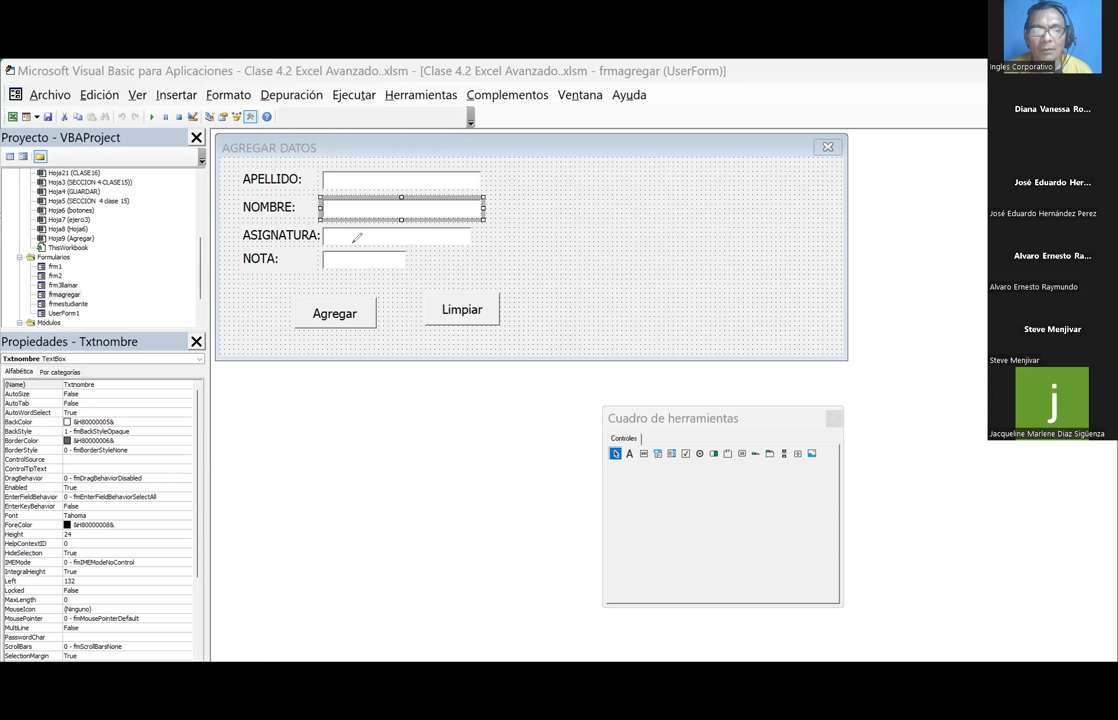 Microsoft Visual Basic para Aplicaciones - Clase 4.2 Excel Avanzado..xlsm - [Clase 4.2 Excel Avanzado..xlsm - frmagregar (UserForm)]
Archivo Edición Ver Insertar Formato Depuración Ejecutar Herramientas Complementos Ventana Ayuda
Proyecto - VBAProject
Hoja21 (CLASE16)
Hoja3 (SECCION 4 CLASE15))
Hoja4 (GUARDAR)
Hoja5 (SECCION 4 clase 15)
Hoja6 (botones)
Hoja7 (ejerci3)
Hoja8 (Hoja6)
Hoja9 (Agregar)
ThisWorkbook
Formularios
frm1
frm2
frm3llamar
frmagregar
frmestudiante
UserForm1
Módulos
Propiedades - Txtnombre
Txtnombre TextBox
Alfabética Por categorías
(Name) Txtnombre
AutoSize False
AutoTab False
AutoWordSelect True
BackColor &H80000005&
BackStyle 1 - fmBackStyleOpaque
BorderColor &H80000006&
BorderStyle 0 - fmBorderStyleNone
ControlSource
ControlTipText
DragBehavior 0 - fmDragBehaviorDisabled
Enabled True
EnterFieldBehavior 0 - fmEnterFieldBehaviorSelectAll
EnterKeyBehavior False
Font Tahoma
ForeColor &H80000008&
Height 24
HelpContextID 0
HideSelection True
IMEMode 0 - fmIMEModeNoControl
IntegralHeight True
Left 132
Locked False
MaxLength 0
MouseIcon (Ninguno)
MousePointer 0 - fmMousePointerDefault
MultiLine False
PasswordChar
ScrollBars 0 - fmScrollBarsNone
SelectionMargin True
AGREGAR DATOS
APELLIDO:
NOMBRE:
ASIGNATURA:
NOTA:
Agregar Limpiar
Cuadro de herramientas
Controles
Ingles Corporativo
Diana Vanessa Ro...
José Eduardo Her...
José Eduardo Hernández Perez
Alvaro Ernesto Ra...
Alvaro Ernesto Raymundo
Steve Menjivar
Steve Menjivar
j
Jacqueline Marlene Diaz Sigüenza